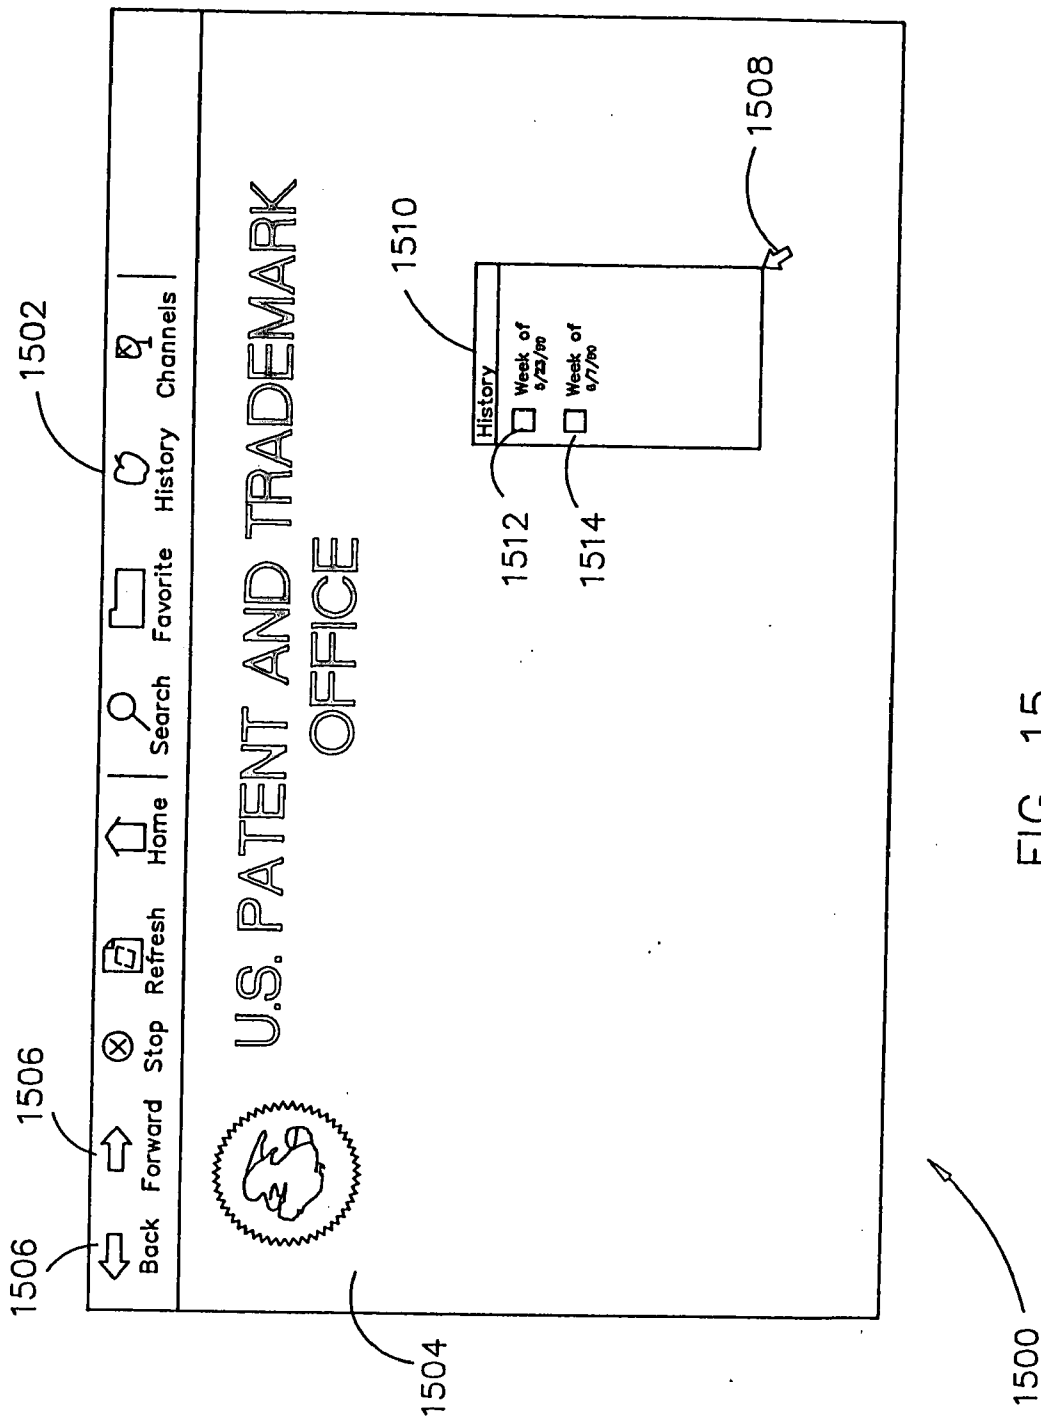 1502
1506
1506
Back Forward Stop Refresh Home Search Favorite History Channels
U.S. PATENT AND TRADEMARK
OFFICE
1504
1510
History
Week of
Week of
1512
1514
1508
1500
FIG. 15